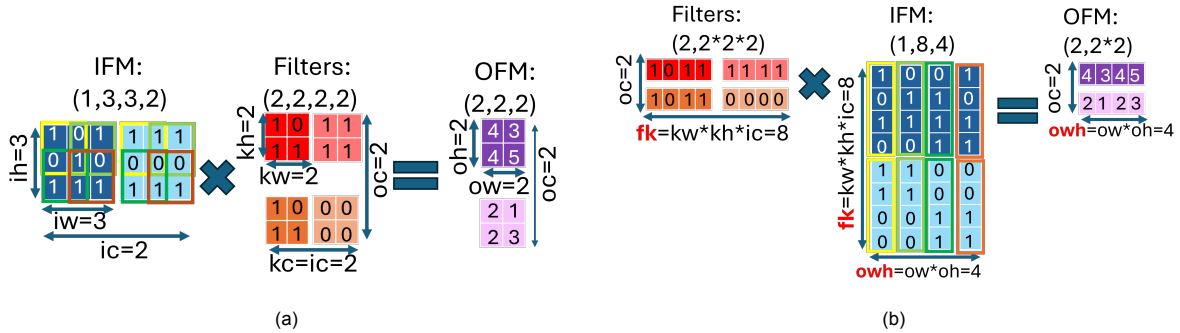 IFM:
(1,3,3,2)
ih=3
1 0 1 1 1 1
0 1 0 0 0 0
1 1 1 1 1 1
iw=3
ic=2
Filters:
(2,2,2,2)
kh=2
1 0 1 1
1 1 1 1
kw=2
oc=2
1 0 0 0
1 1 0 0
kc=ic=2
OFM:
(2,2,2)
oh=2
4 3
4 5
ow=2
oc=2
2 1
2 3
(a)
Filters:
(2,2*2*2)
oc=2
1 0 1 1 1 1 1 1
1 0 1 1 0 0 0 0
fk=kw*kh*ic=8
IFM:
(1,8,4)
fk=kw*kh*ic=8
1 0 0 1
0 1 1 0
0 1 1 1
1 0 1 1
1 1 0 0
1 1 0 0
0 0 1 1
0 0 1 1
owh=ow*oh=4
OFM:
(2,2*2)
oc=2
4 3 4 5
2 1 2 3
owh=ow*oh=4
(b)